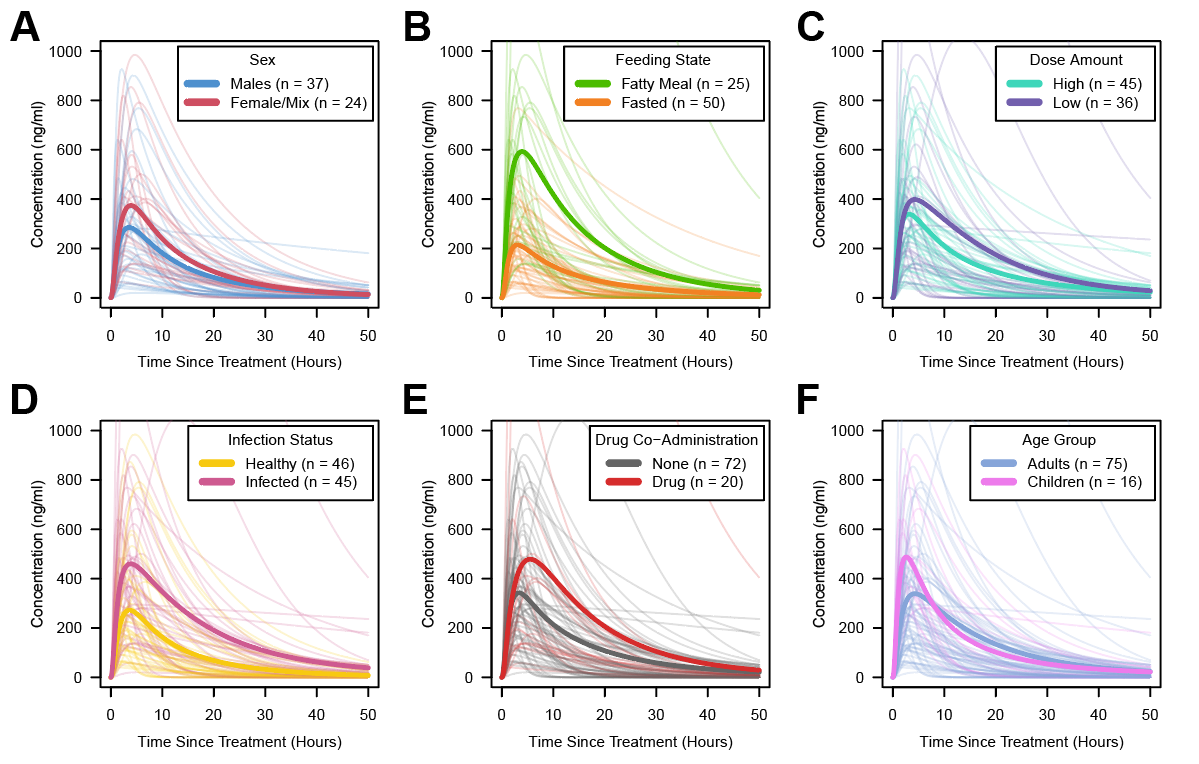 A
Concentration (ng/ml)
1000
800
600
400
200
0
Sex
Males (n = 37)
Female/Mix (n = 24)
0 10 20 30 40 50
Time Since Treatment (Hours)
B
Concentration (ng/ml)
1000
800
600
400
200
0
Feeding State
Fatty Meal (n = 25)
Fasted (n = 50)
0 10 20 30 40 50
Time Since Treatment (Hours)
C
Concentration (ng/ml)
1000
800
600
400
200
0
Dose Amount
High (n = 45)
Low (n = 36)
0 10 20 30 40 50
Time Since Treatment (Hours)
D
Concentration (ng/ml)
1000
800
600
400
200
0
Infection Status
Healthy (n = 46)
Infected (n = 45)
0 10 20 30 40 50
Time Since Treatment (Hours)
E
Concentration (ng/ml)
1000
800
600
400
200
0
Drug Co−Administration
None (n = 72)
Drug (n = 20)
0 10 20 30 40 50
Time Since Treatment (Hours)
F
Concentration (ng/ml)
1000
800
600
400
200
0
Age Group
Adults (n = 75)
Children (n = 16)
0 10 20 30 40 50
Time Since Treatment (Hours)